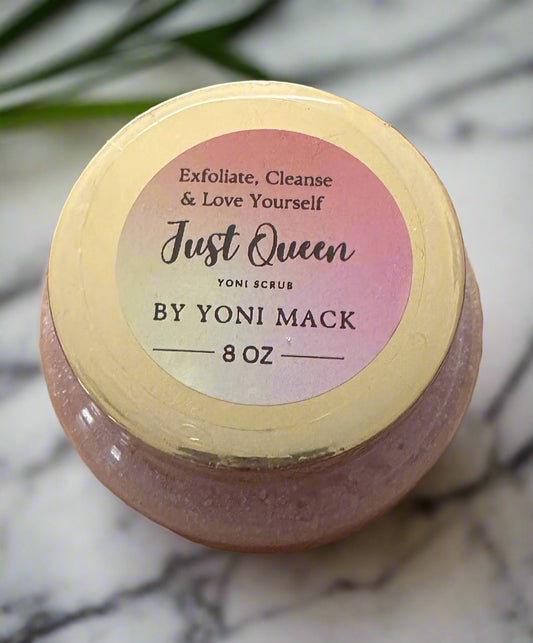 Exfoliate, Cleanse
& Love Yourself
Just Queen
YONI SCRUB
BY YONI MACK
8 OZ